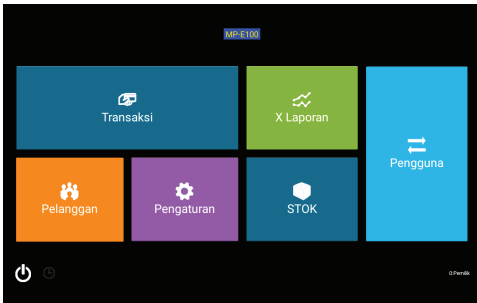 MP-E100
Transaksi
X Laporan
Pengguna
Pelanggan
Pengaturan
STOK
0:Pemilik